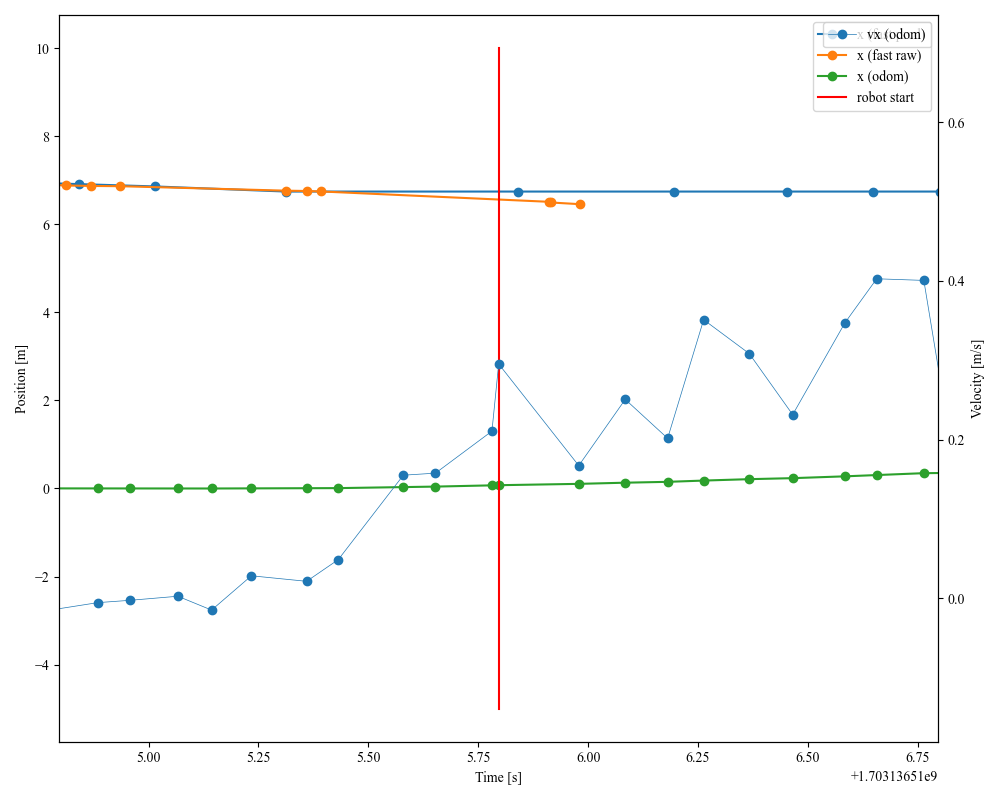 10
8
6
4
2
0
−2
−4
Position [m]
5.00
5.25
5.50
5.75
6.00
6.25
6.50
6.75
Time [s]
+1.70313651e9
0.6
0.4
0.2
0.0
Velocity [m/s]
vx (odom)
x (fast raw)
x (odom)
robot start